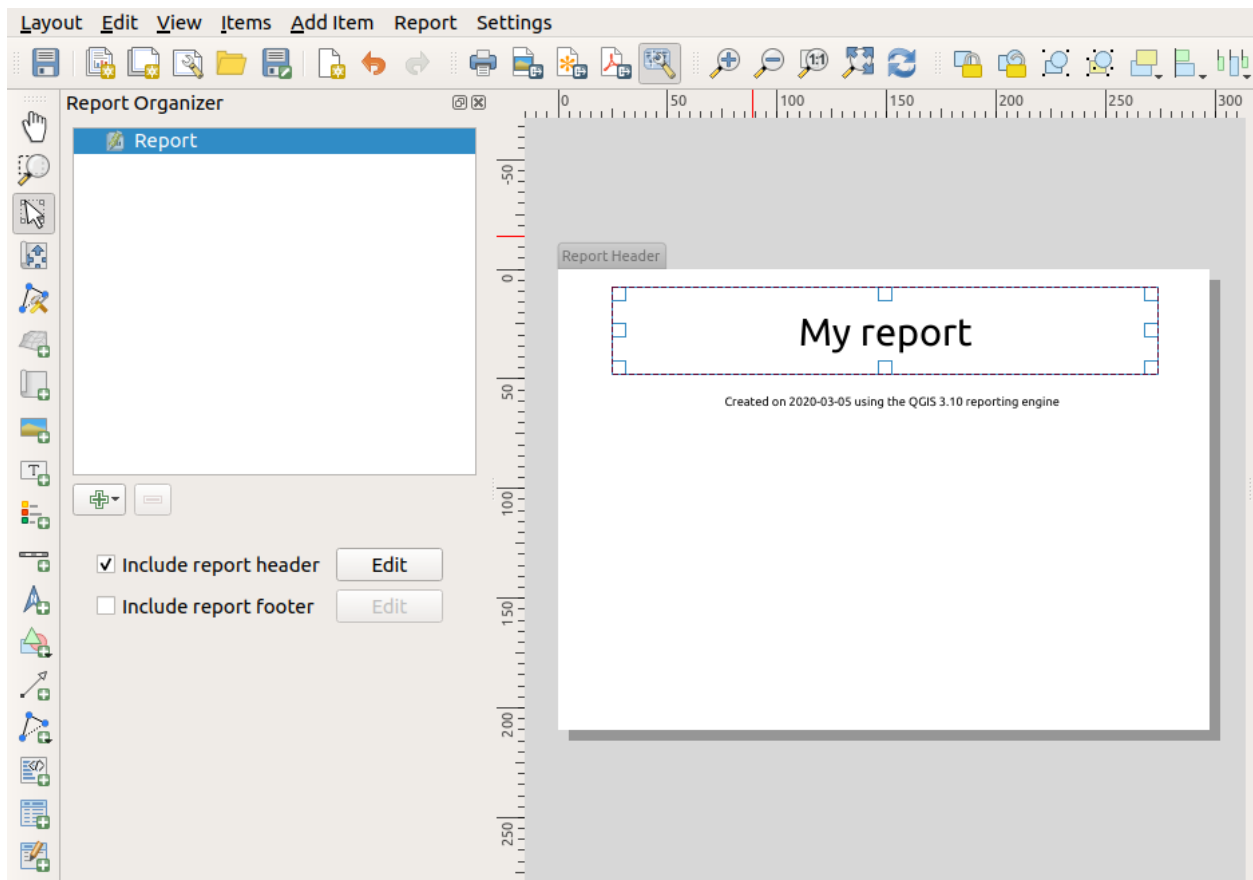 Layout Edit View Items Add Item Report Settings
1:1
Report Organizer
0 50 100 150 200 250 300
Report
-50
0
50
100
150
200
250
Report Header
My report
Created on 2020-03-05 using the QGIS 3.10 reporting engine
Include report header Edit
Include report footer Edit
T
N